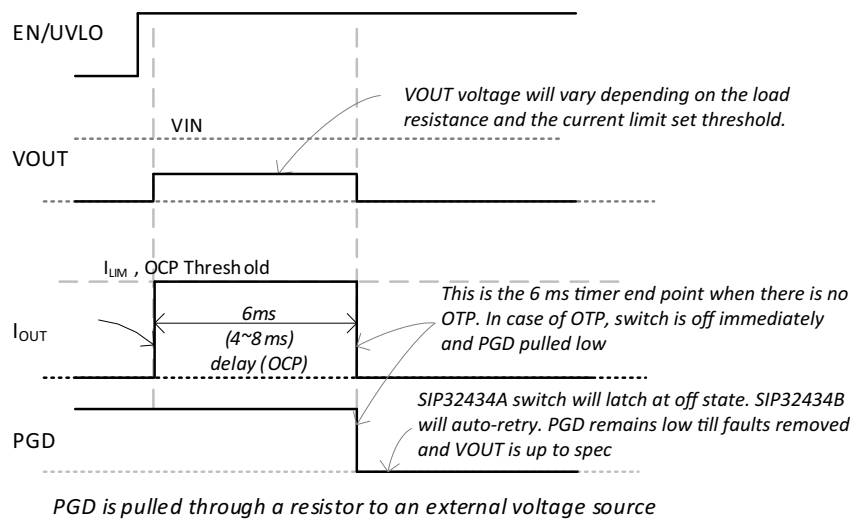 EN/UVLO
VOUT voltage will vary depending on the load
resistance and the current limit set threshold.
VIN
VOUT
ILIM , OCP Threshold
This is the 6 ms timer end point when there is no
OTP. In case of OTP, switch is off immediately
and PGD pulled low
6ms
(4~8 ms)
delay (OCP)
IOUT
SIP32434A switch will latch at off state. SIP32434B
will auto-retry. PGD remains low till faults removed
and VOUT is up to spec
PGD
PGD is pulled through a resistor to an external voltage source